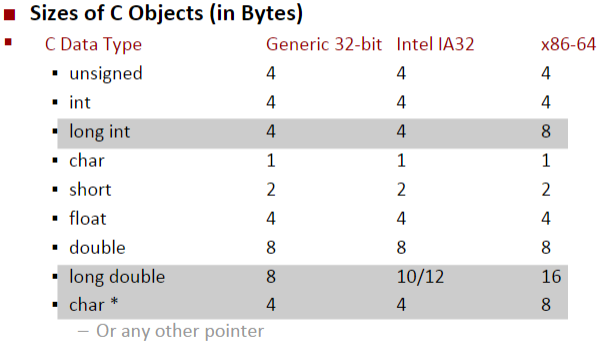 Sizes of C Objects (in Bytes)
C Data Type Generic 32-bit Intel IA32 x86-64
unsigned 4 4 4
int 4 4 4
long int 4 4 8
char 1 1 1
short 2 2 2
float 4 4 4
double 8 8 8
long double 8 10/12 16
char * 4 4 8
– Or any other pointer